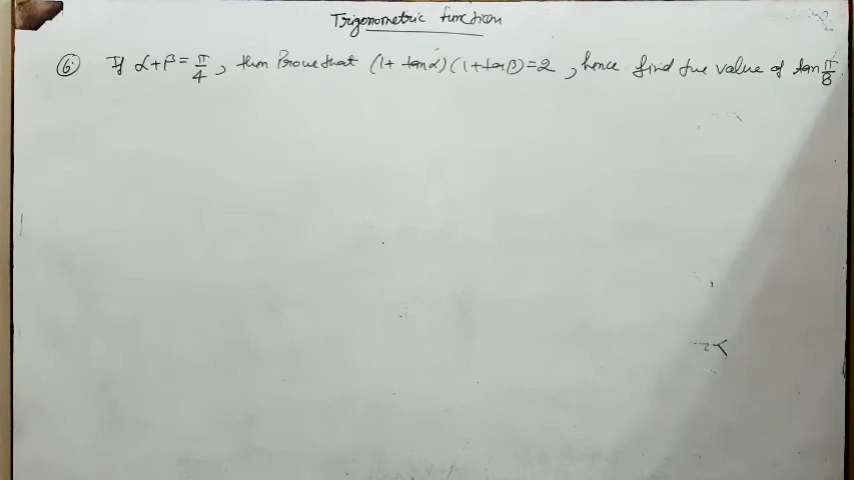 Trigonometric function
⑥ If α+β = π/4, then Prove that (1+ tanα)(1+tanβ)=2, hence find the value of tan π/8.